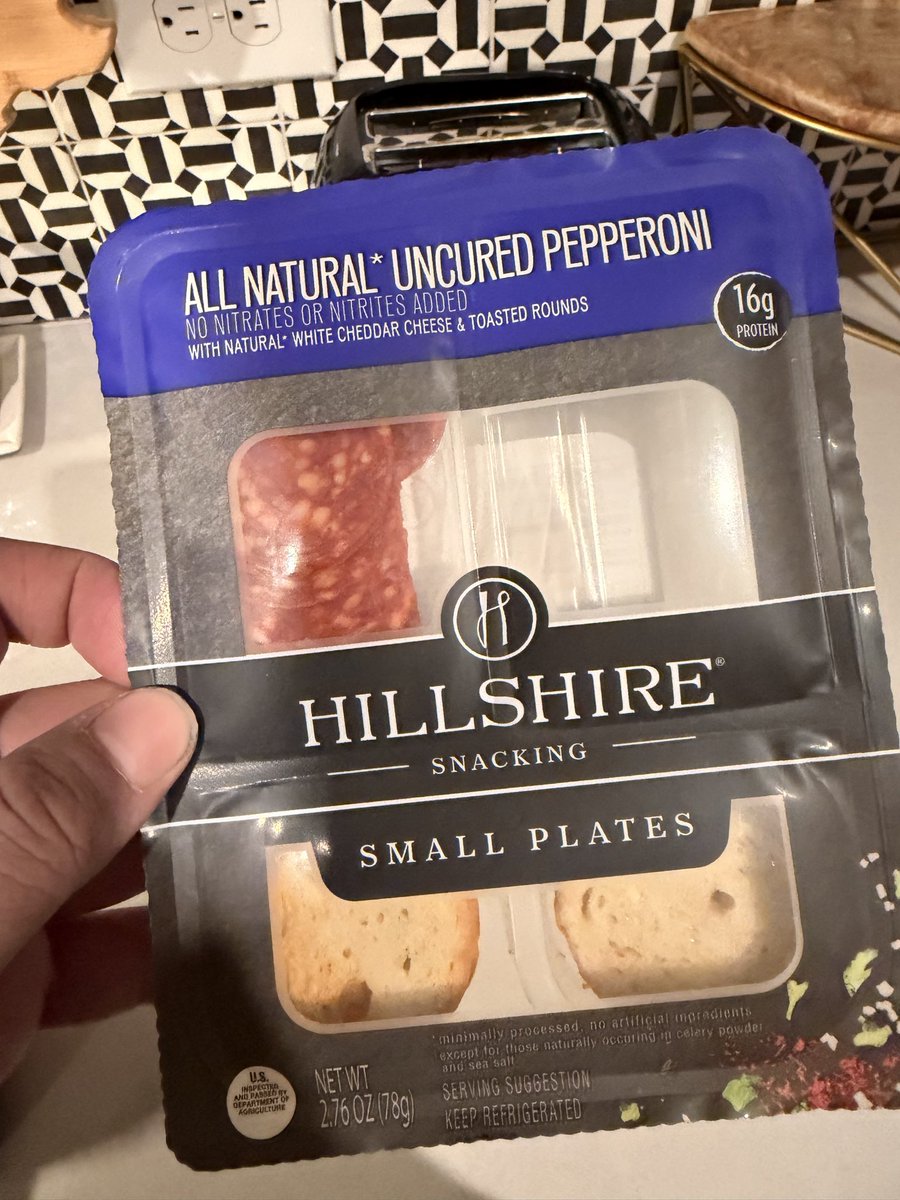 ALL NATURAL* UNCURED PEPPERONI
NO NITRATES OR NITRITES ADDED
WITH NATURAL* WHITE CHEDDAR CHEESE & TOASTED ROUNDS
16g
PROTEIN
H
HILLSHIRE®
SNACKING
SMALL PLATES
*minimally processed, no artificial ingredients
except for those naturally occuring in celery powder
and sea salt
U.S.
INSPECTED
AND PASSED BY
DEPARTMENT OF
AGRICULTURE
NET WT
2.76 OZ (78g)
SERVING SUGGESTION
KEEP REFRIGERATED